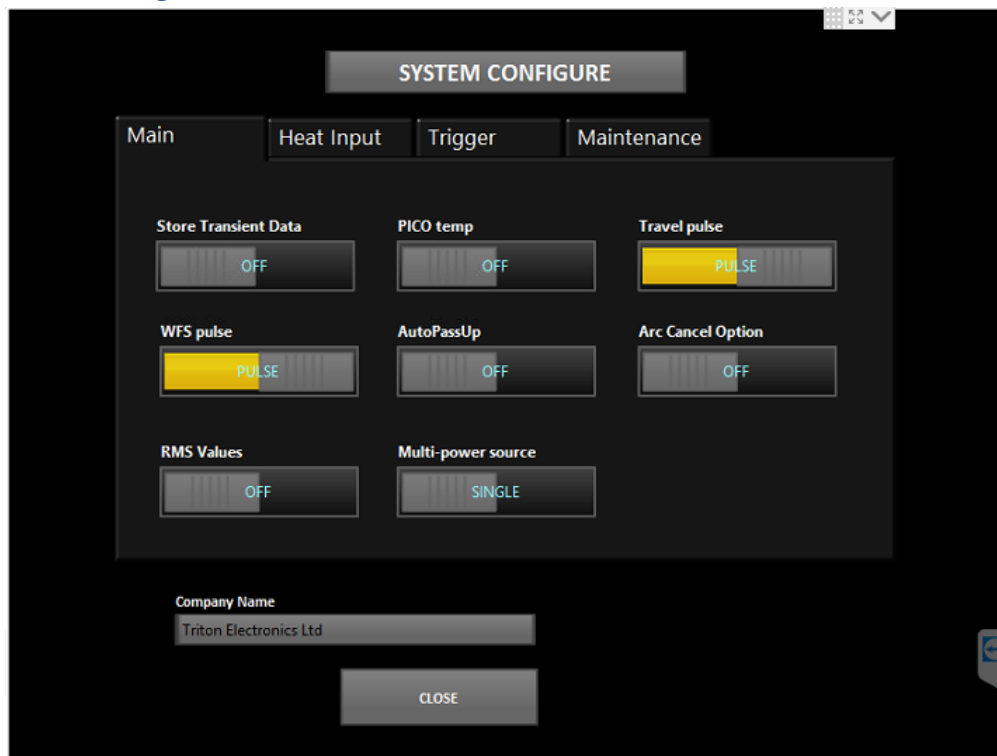 SYSTEM CONFIGURE
Main Heat Input Trigger Maintenance
Store Transient Data PICO temp Travel pulse
OFF OFF PULSE
WFS pulse AutoPassUp Arc Cancel Option
PULSE OFF OFF
RMS Values Multi-power source
OFF SINGLE
Company Name
Triton Electronics Ltd
CLOSE